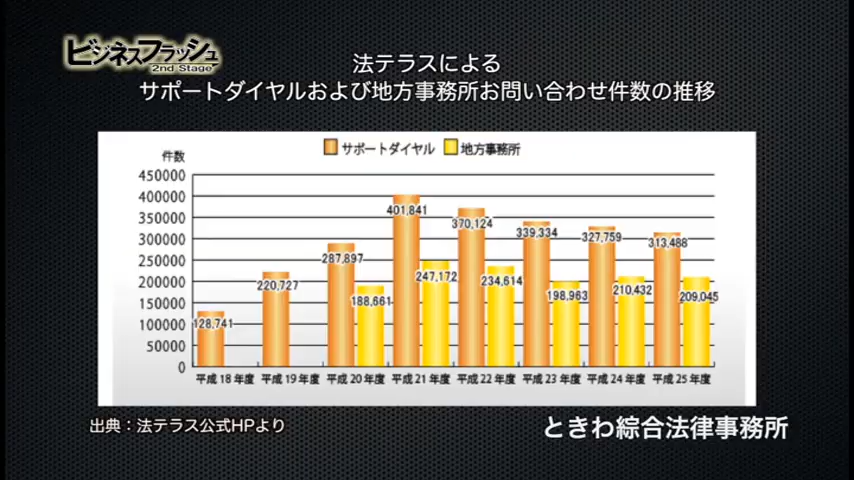 ビジネスフラッシュ
2nd Stage
法テラスによる
サポートダイヤルおよび地方事務所お問い合わせ件数の推移
サポートダイヤル 地方事務所
件数
450000
400000
350000
300000
250000
200000
150000
100000
50000
0
128,741
220,727
287,897
188,661
401,841
247,172
370,124
234,614
339,334
198,963
327,759
210,432
313,488
209,045
平成18年度 平成19年度 平成20年度 平成21年度 平成22年度 平成23年度 平成24年度 平成25年度
出典:法テラス公式HPより
ときわ綜合法律事務所